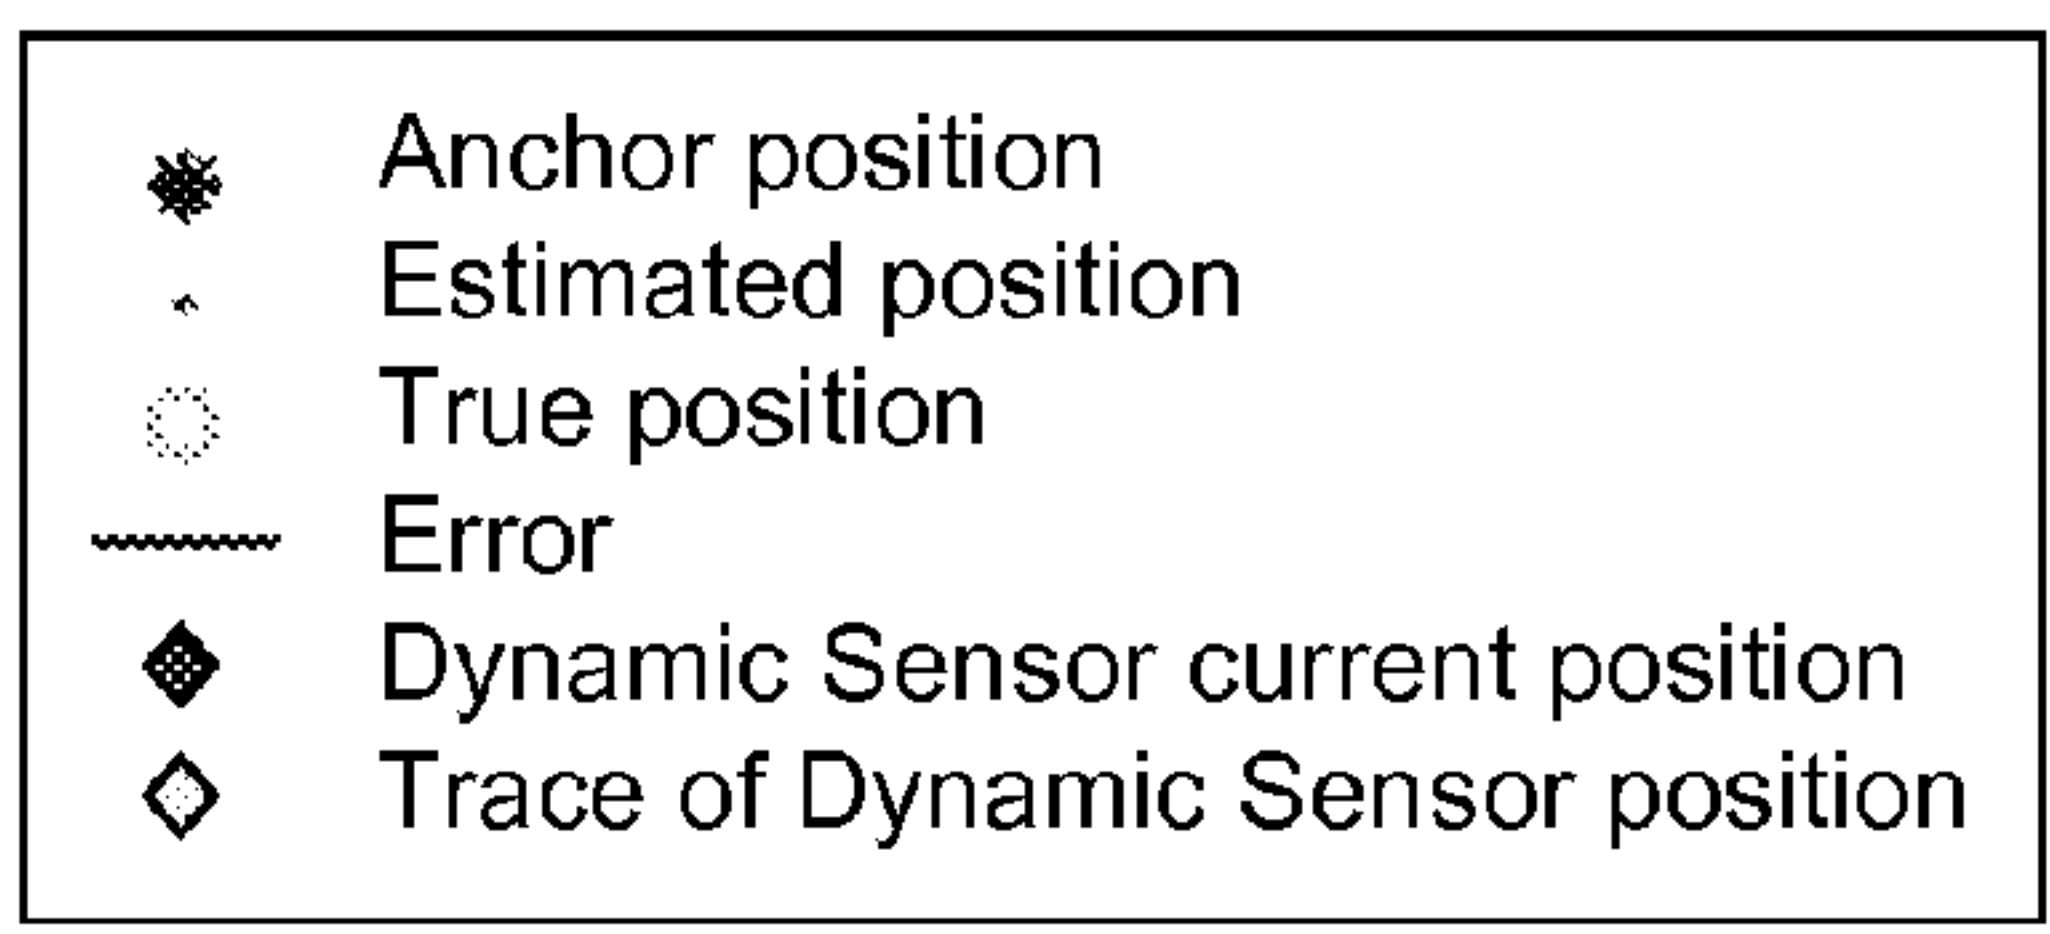 Anchor position
Estimated position
True position
Error
Dynamic Sensor current position
Trace of Dynamic Sensor position